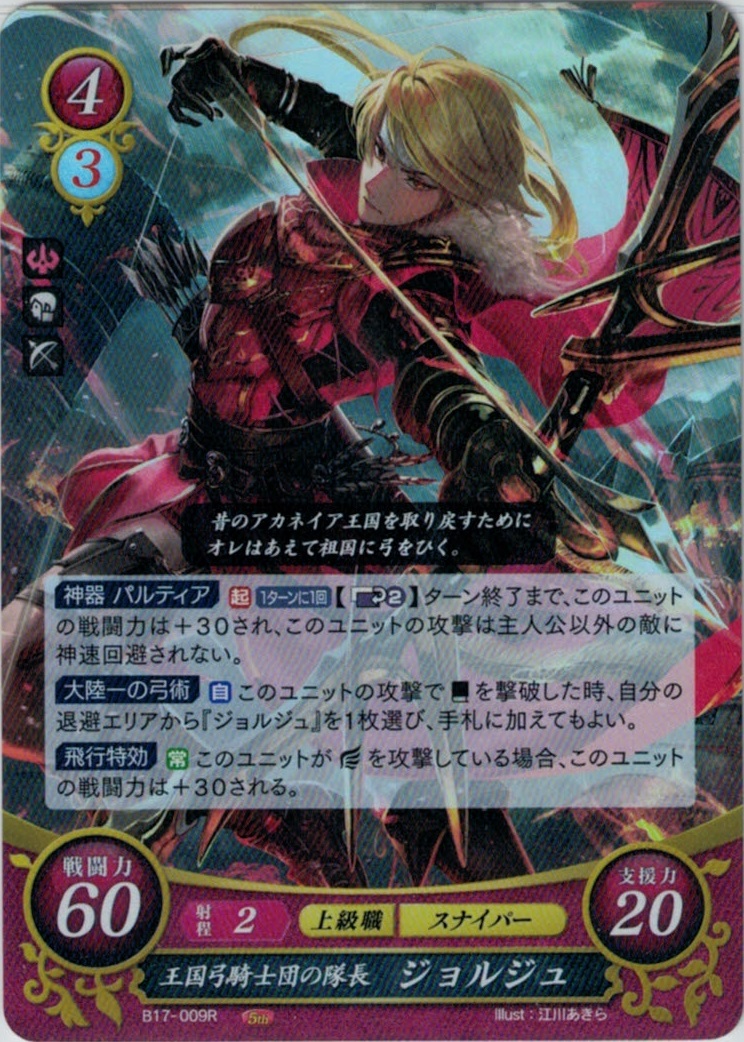 4
3
昔のアカネイア王国を取り戻すために
オレはあえて祖国に弓をひく。
神器 パルティア 起 1ターンに1回【2】ターン終了まで、このユニット
の戦闘力は＋30され、このユニットの攻撃は主人公以外の敵に
神速回避されない。
大陸一の弓術 自 このユニットの攻撃で を撃破した時、自分の
退避エリアから『ジョルジュ』を1枚選び、手札に加えてもよい。
飛行特効 常 このユニットが を攻撃している場合、このユニット
の戦闘力は＋30される。
戦闘力
60
射程 2
上級職 スナイパー
支援力
20
王国弓騎士団の隊長 ジョルジュ
B17-009R 5th Illust：江川あきら